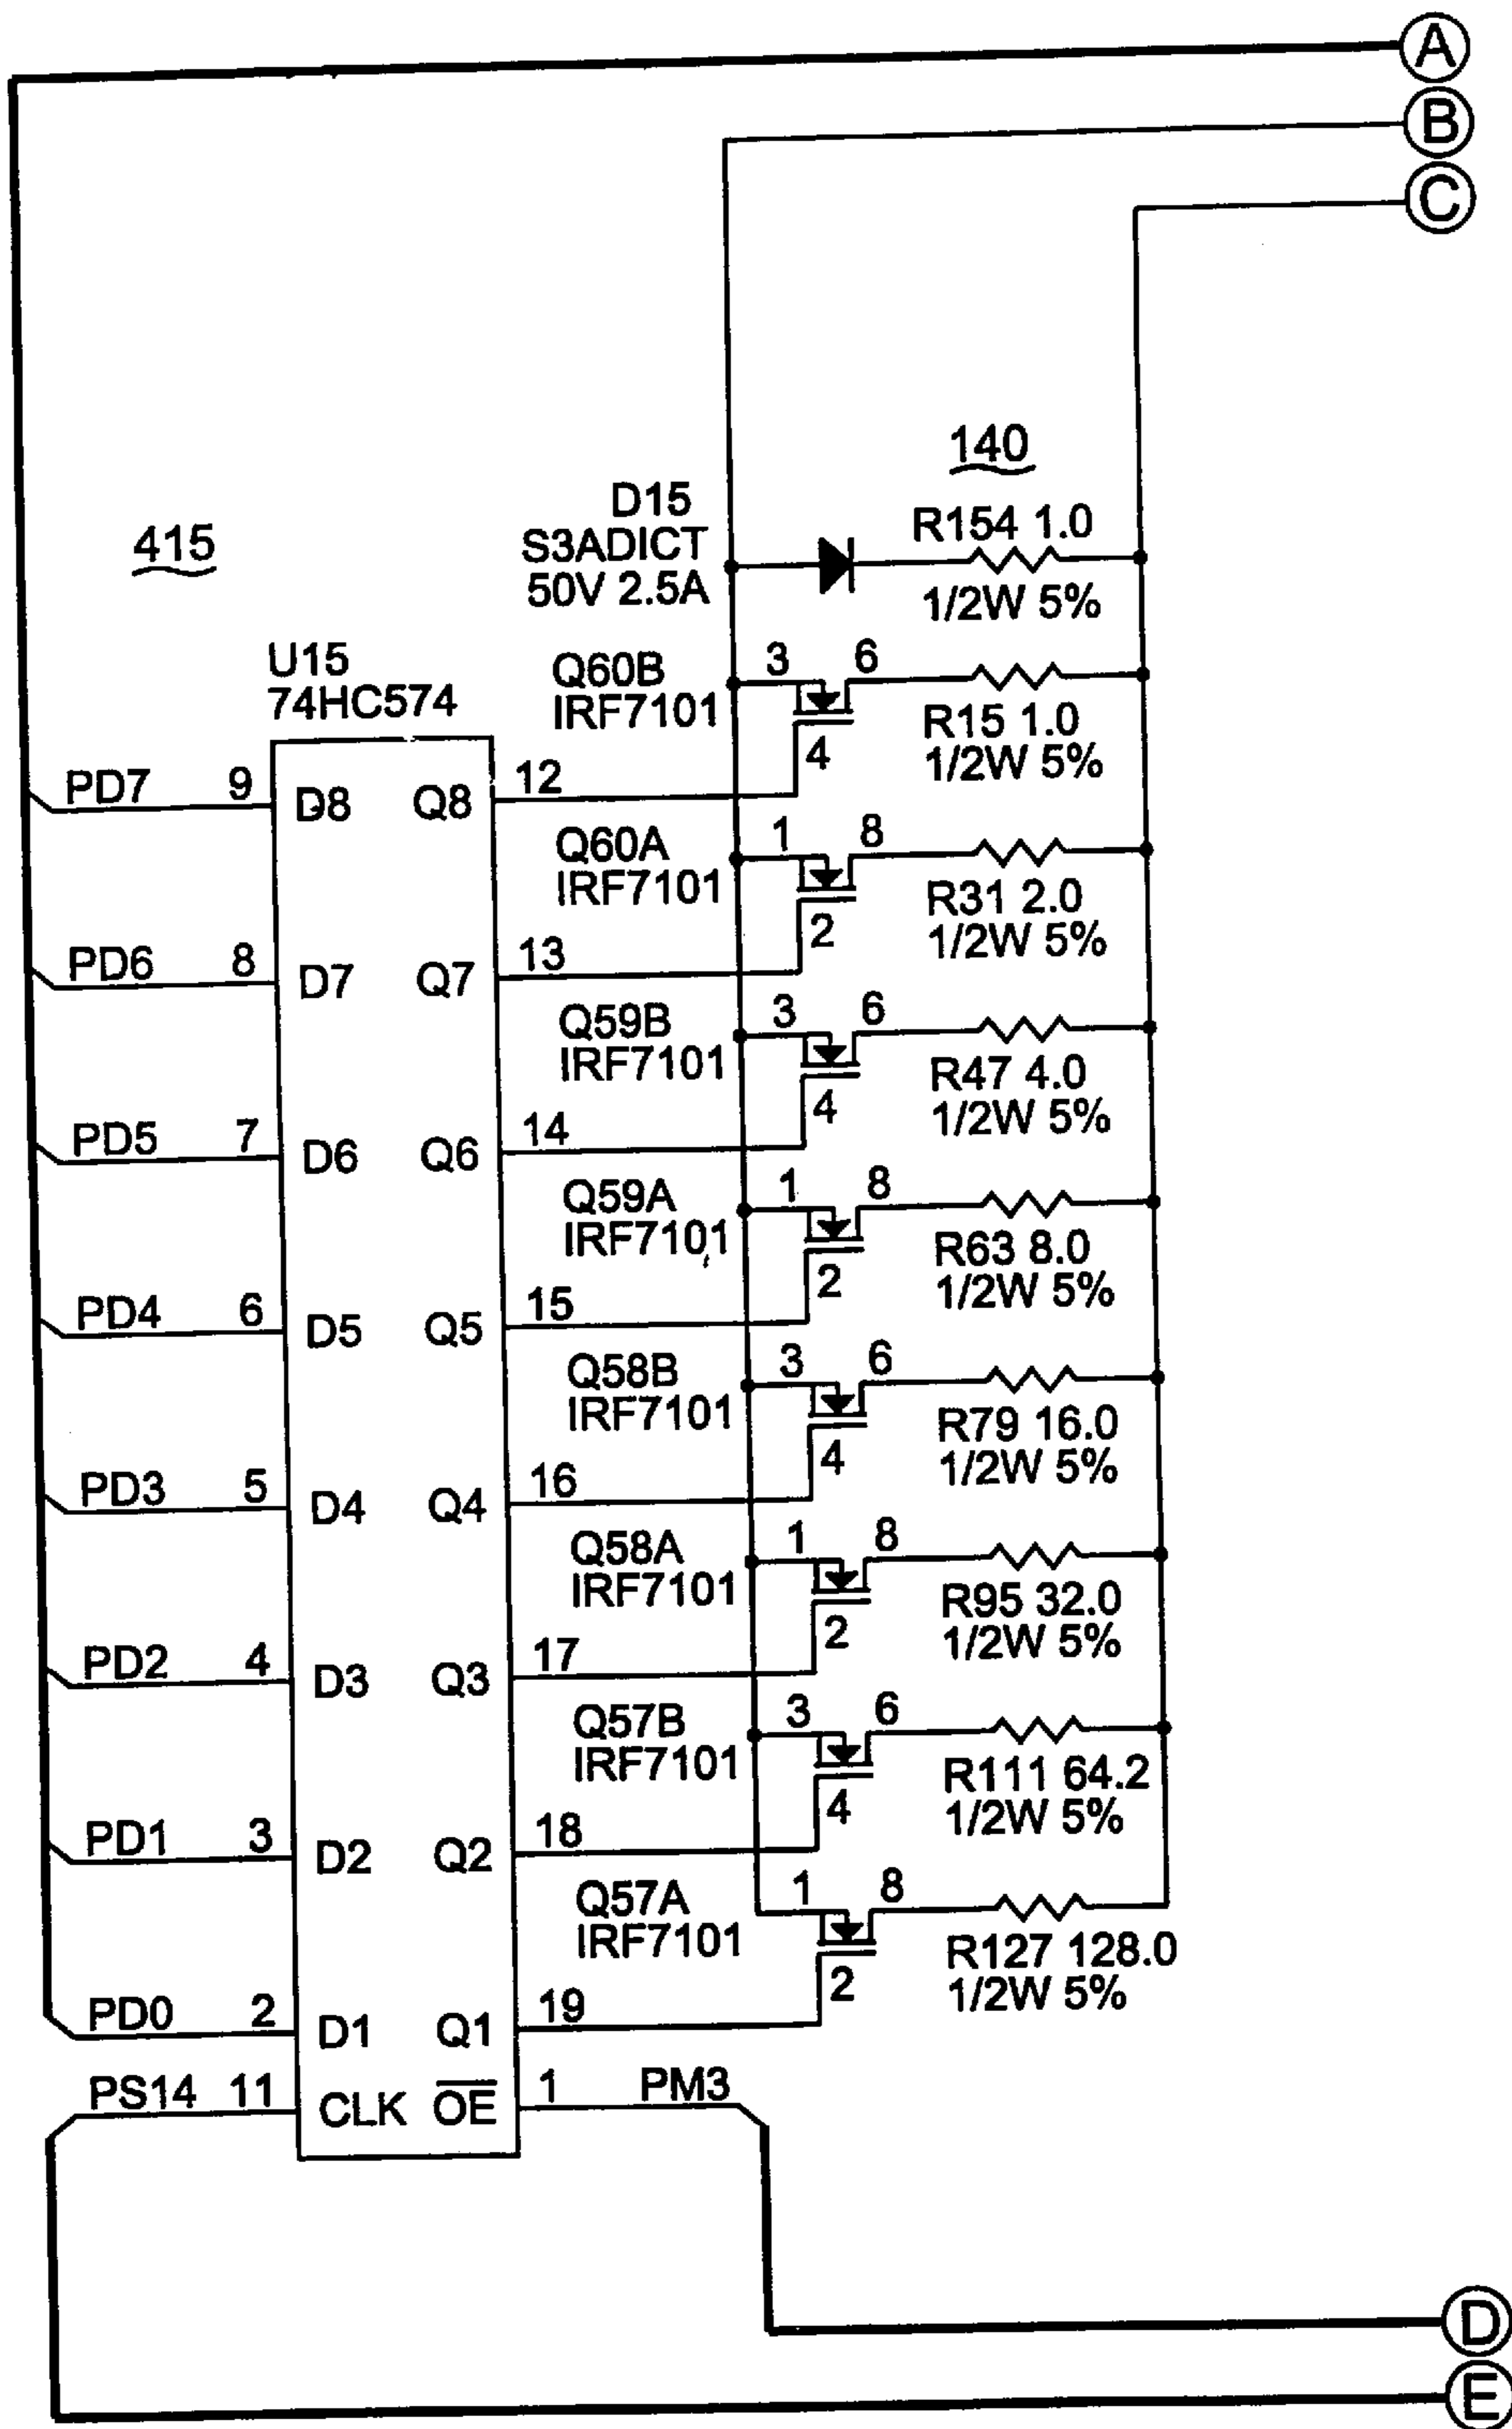 A
B
C
140
415
D15
S3ADICT
50V 2.5A
R154 1.0
1/2W 5%
U15
74HC574
Q60B
IRF7101
3
6
4
R15 1.0
1/2W 5%
PD7 9 D8 Q8 12
Q60A
IRF7101
1
8
2
R31 2.0
1/2W 5%
PD6 8 D7 Q7 13
Q59B
IRF7101
3
6
4
R47 4.0
1/2W 5%
PD5 7 D6 Q6 14
Q59A
IRF7101
1
8
2
R63 8.0
1/2W 5%
PD4 6 D5 Q5 15
Q58B
IRF7101
3
6
4
R79 16.0
1/2W 5%
PD3 5 D4 Q4 16
Q58A
IRF7101
1
8
2
R95 32.0
1/2W 5%
PD2 4 D3 Q3 17
Q57B
IRF7101
3
6
4
R111 64.2
1/2W 5%
PD1 3 D2 Q2 18
Q57A
IRF7101
1
8
2
R127 128.0
1/2W 5%
PD0 2 D1 Q1 19
PS14 11 CLK OE 1 PM3
D
E